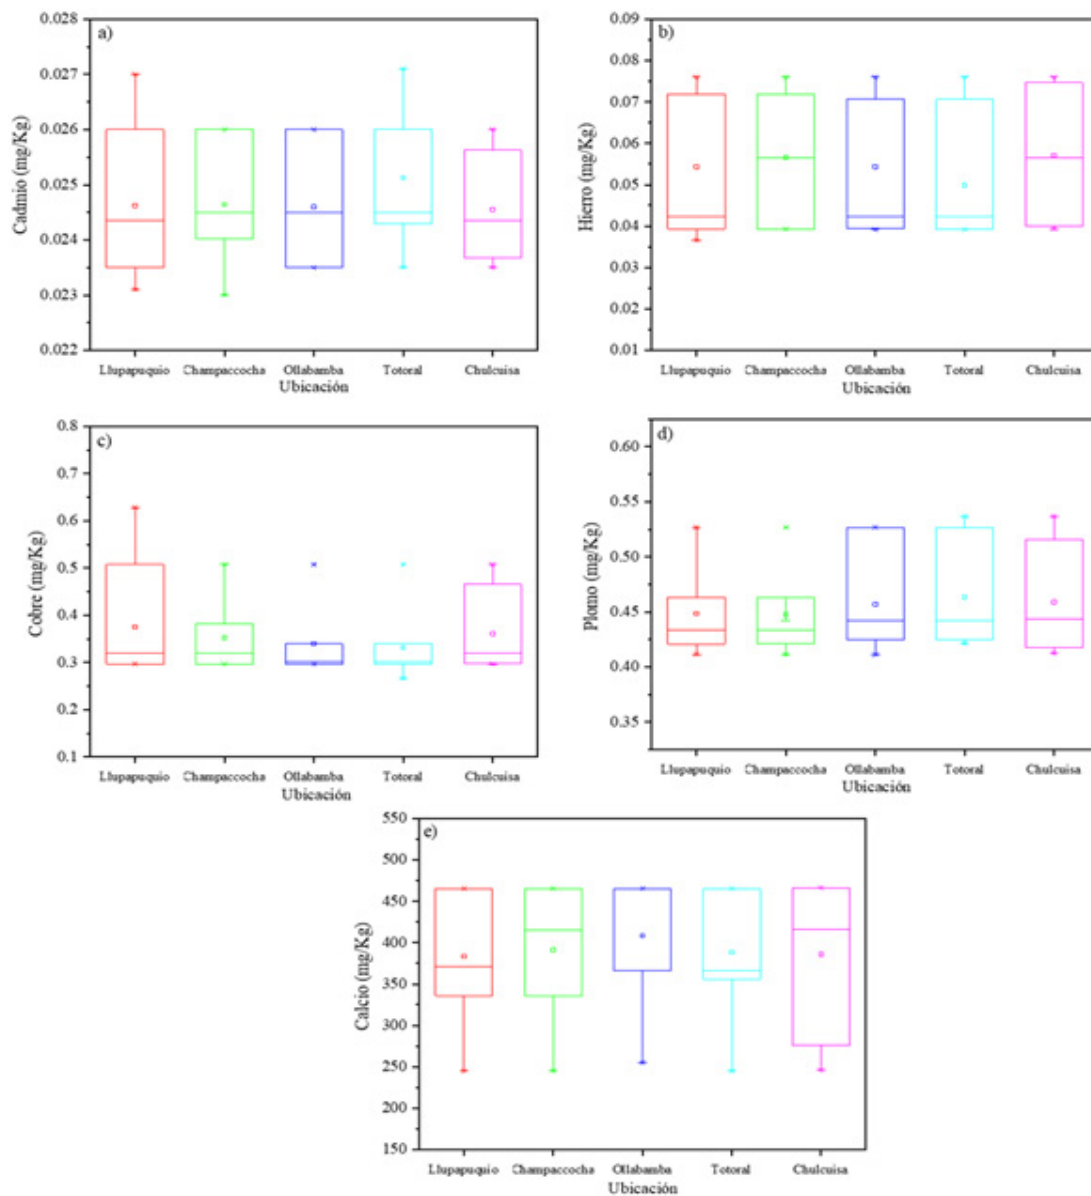 a)
Cadmio (mg/Kg)
0.028
0.027
0.026
0.025
0.024
0.023
0.022
Llupapuquio Champaccocha Ollabamba Totoral Chulcuisa
Ubicación
b)
Hierro (mg/Kg)
0.09
0.08
0.07
0.06
0.05
0.04
0.03
0.01
Llupapuquio Champaccocha Ollabamba Totoral Chulcuisa
Ubicación
c)
Cobre (mg/Kg)
0.8
0.7
0.6
0.5
0.4
0.3
0.2
0.1
Llupapuquio Champaccocha Ollabamba Totoral Chulcuisa
Ubicación
d)
Plomo (mg/Kg)
0.60
0.55
0.50
0.45
0.40
0.35
Llupapuquio Champaccocha Ollabamba Totoral Chulcuisa
Ubicación
e)
Calcio (mg/Kg)
550
500
450
400
350
300
250
200
150
Llupapuquio Champaccocha Ollabamba Totoral Chulcuisa
Ubicación